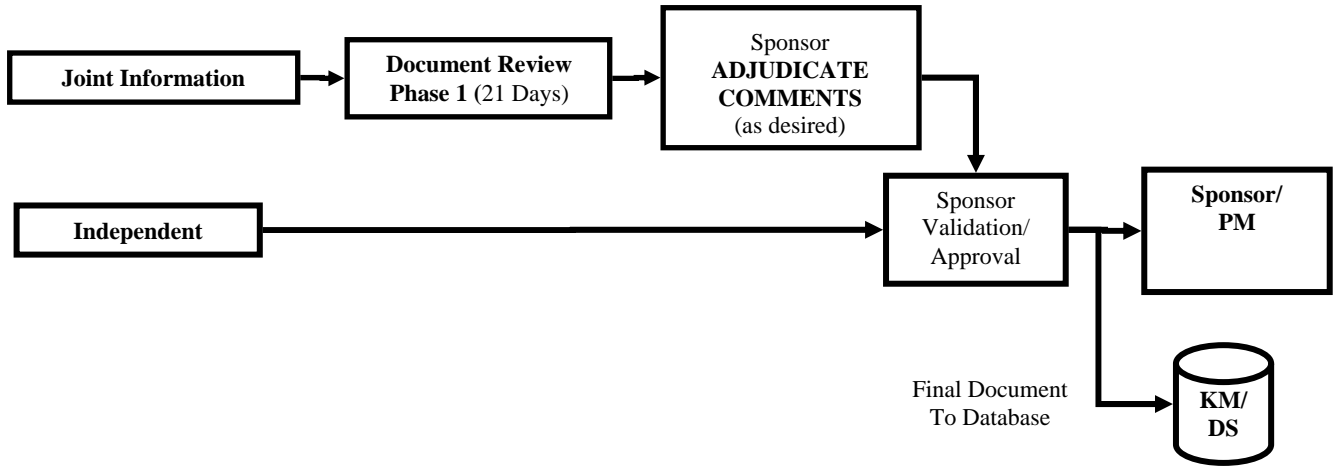 Joint Information
Document Review
Phase 1 (21 Days)
Sponsor
ADJUDICATE
COMMENTS
(as desired)
Independent
Sponsor
Validation/
Approval
Sponsor/
PM
Final Document
To Database
KM/
DS